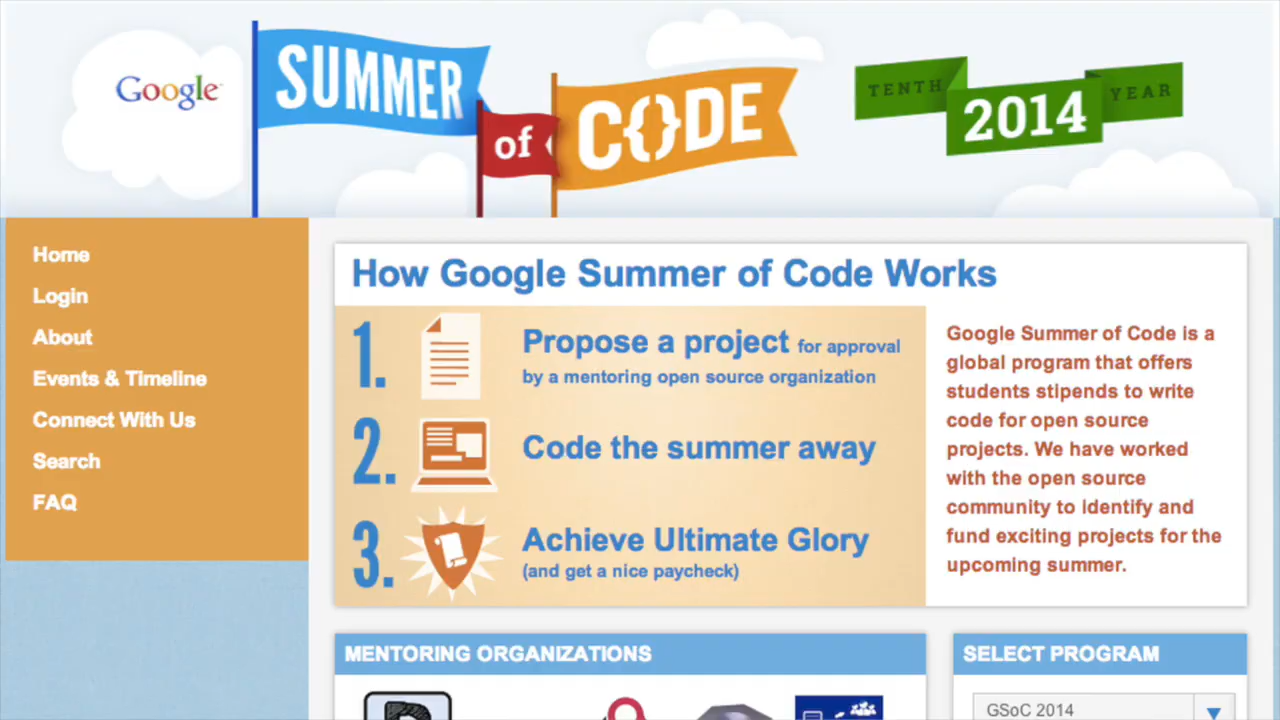 Google
SUMMER
of
CODE
TENTH
2014
YEAR
Home
Login
About
Events & Timeline
Connect With Us
Search
FAQ
How Google Summer of Code Works
1.
Propose a project for approval
by a mentoring open source organization
2.
Code the summer away
3.
Achieve Ultimate Glory
(and get a nice paycheck)
Google Summer of Code is a
global program that offers
students stipends to write
code for open source
projects. We have worked
with the open source
community to identify and
fund exciting projects for the
upcoming summer.
MENTORING ORGANIZATIONS
SELECT PROGRAM
GSoC 2014